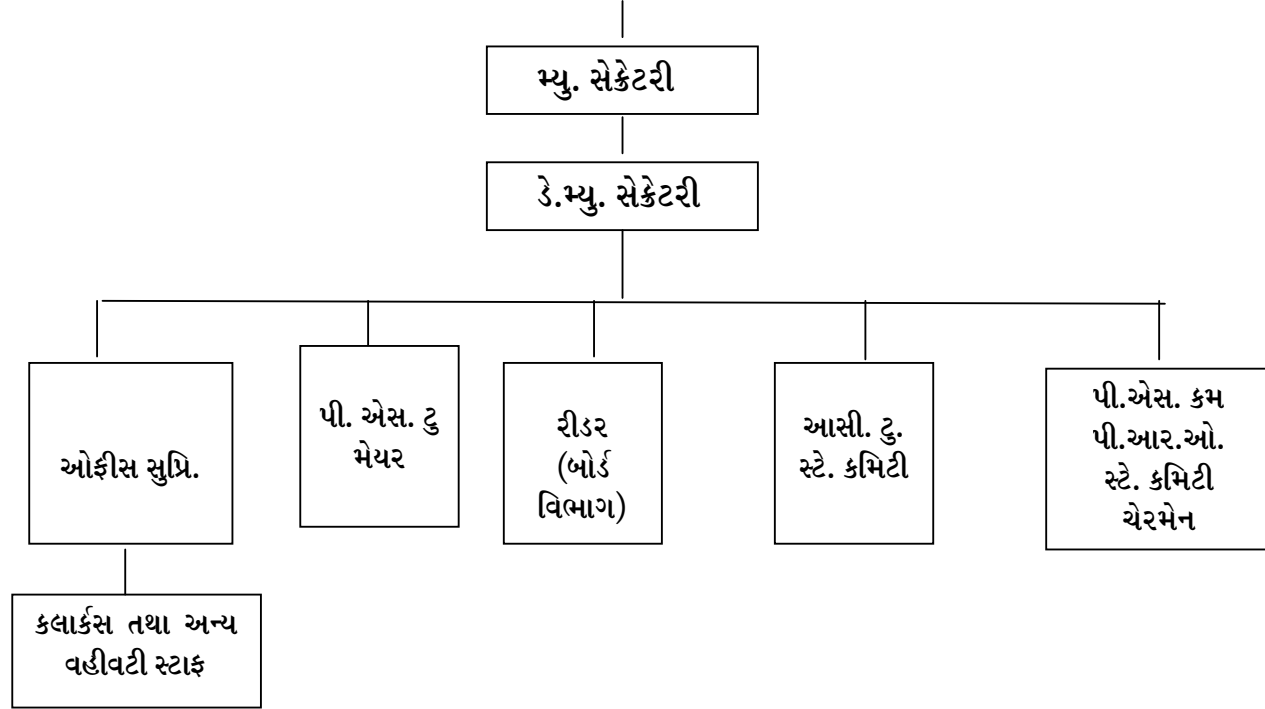 મ્યુ. સેક્રેટરી
ડે.મ્યુ. સેક્રેટરી
ઓફીસ સુપ્રિ.
પી. એસ. ટુ
મેયર
રીડર
(બોર્ડ
વિભાગ)
આસી. ટુ.
સ્ટે. કમિટી
પી.એસ. કમ
પી.આર.ઓ.
સ્ટે. કમિટી
ચેરમેન
કલાર્કસ તથા અન્ય
વહીવટી સ્ટાફ